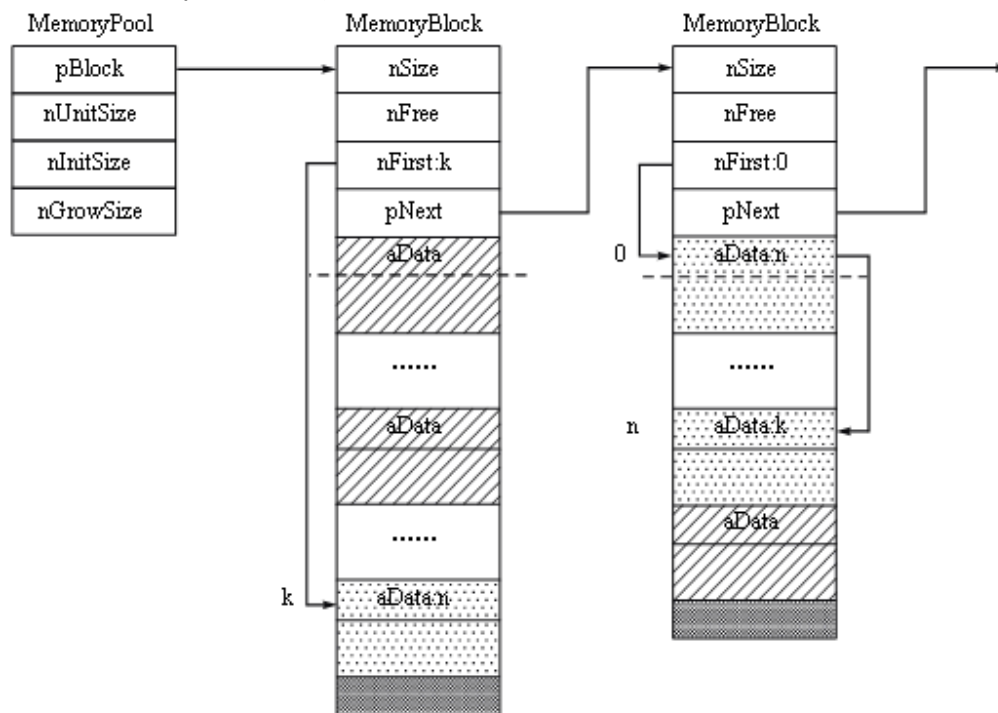 MemoryPool
pBlock
nUnitSize
nInitSize
nGrowSize
MemoryBlock
nSize
nFree
nFirst:k
pNext
aData
......
aData
......
k
aData:n
MemoryBlock
nSize
nFree
nFirst:0
pNext
0
aData:n
......
n
aData:k
aData